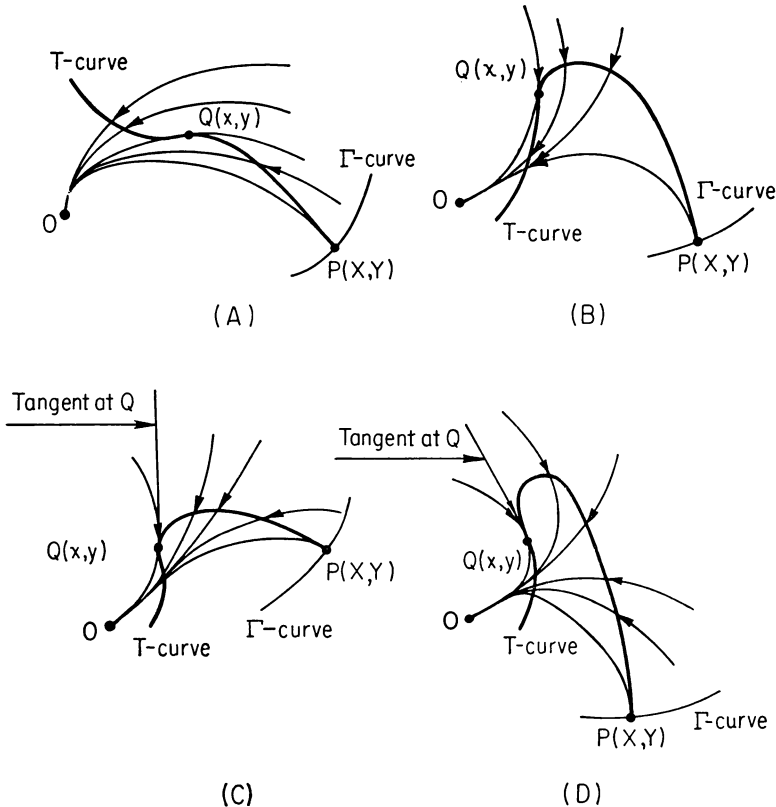 T-curve
Q(x,y)
Γ-curve
O
P(X,Y)
(A)
Q(x,y)
O
Γ-curve
T-curve
P(X,Y)
(B)
Tangent at Q
Q(x,y)
P(X,Y)
O
T-curve
Γ-curve
(C)
Tangent at Q
Q(x,y)
O
T-curve
Γ-curve
P(X,Y)
(D)